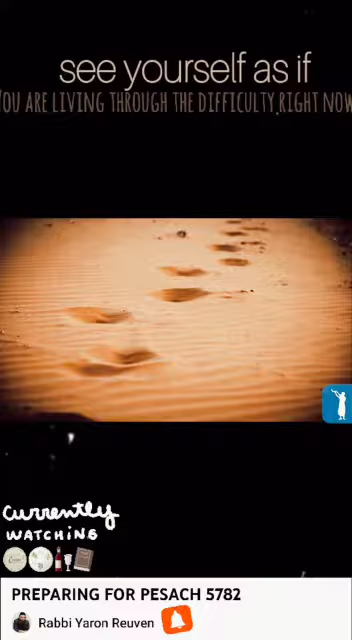 see yourself as if
YOU ARE LIVING THROUGH THE DIFFICULTY RIGHT NOW
Currently
WATCHING
PREPARING FOR PESACH 5782
Rabbi Yaron Reuven